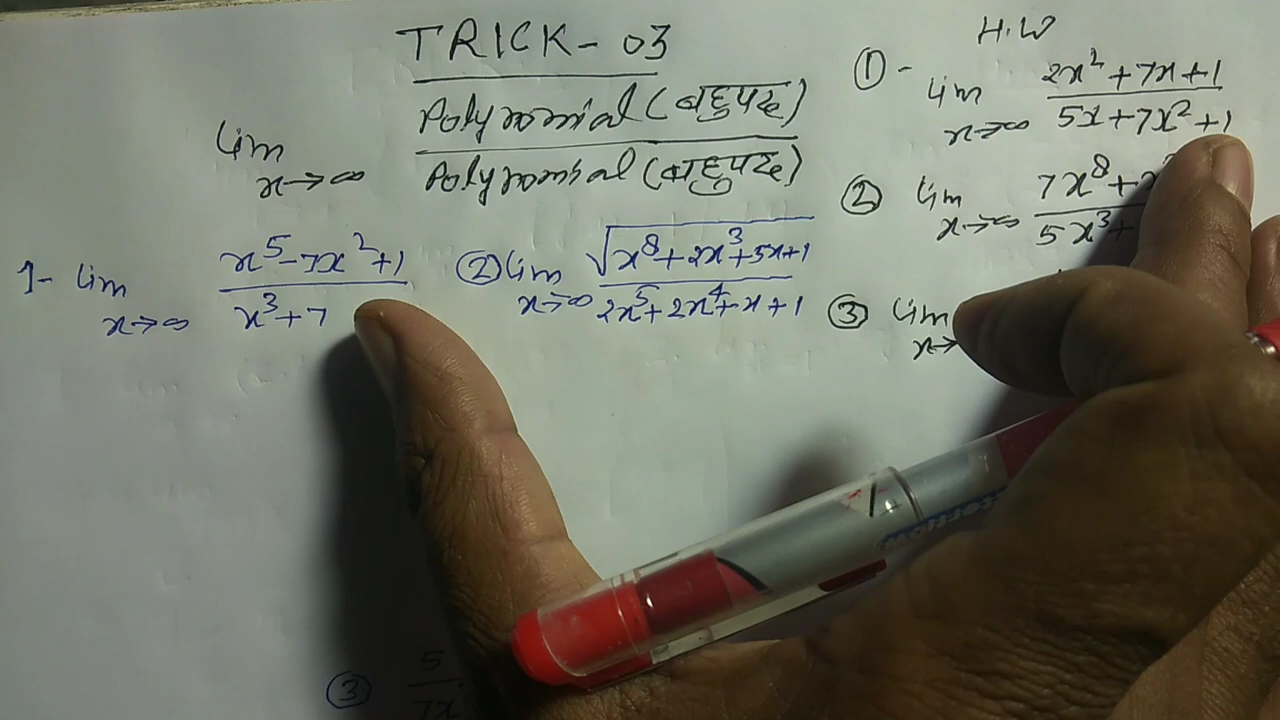 TRICK-03
lim x→∞ Polynomial (बहुपद) / Polynomial (बहुपद)
1- lim x→∞ (x⁵-7x²+1) / (x³+7)
② lim x→∞ √(x⁸+2x³+5x+1) / (2x⁵+2x⁴+x+1)
H.W
①- lim x→∞ (2x²+7x+1) / (5x+7x²+1)
② lim x→∞ 7x⁸+ / 5x³+
③ lim x→
③ 5 / 7x